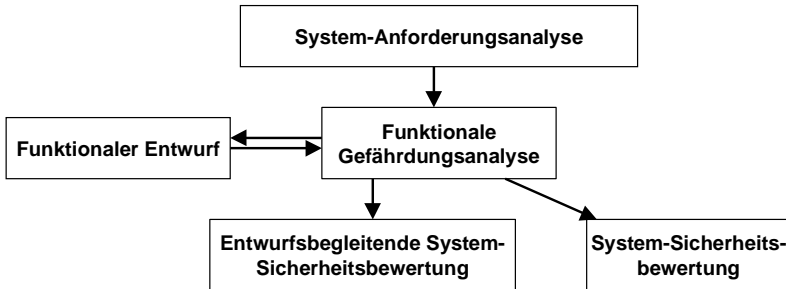 System-Anforderungsanalyse
Funktionaler Entwurf
Funktionale
Gefährdungsanalyse
Entwurfsbegleitende System-
Sicherheitsbewertung
System-Sicherheits-
bewertung